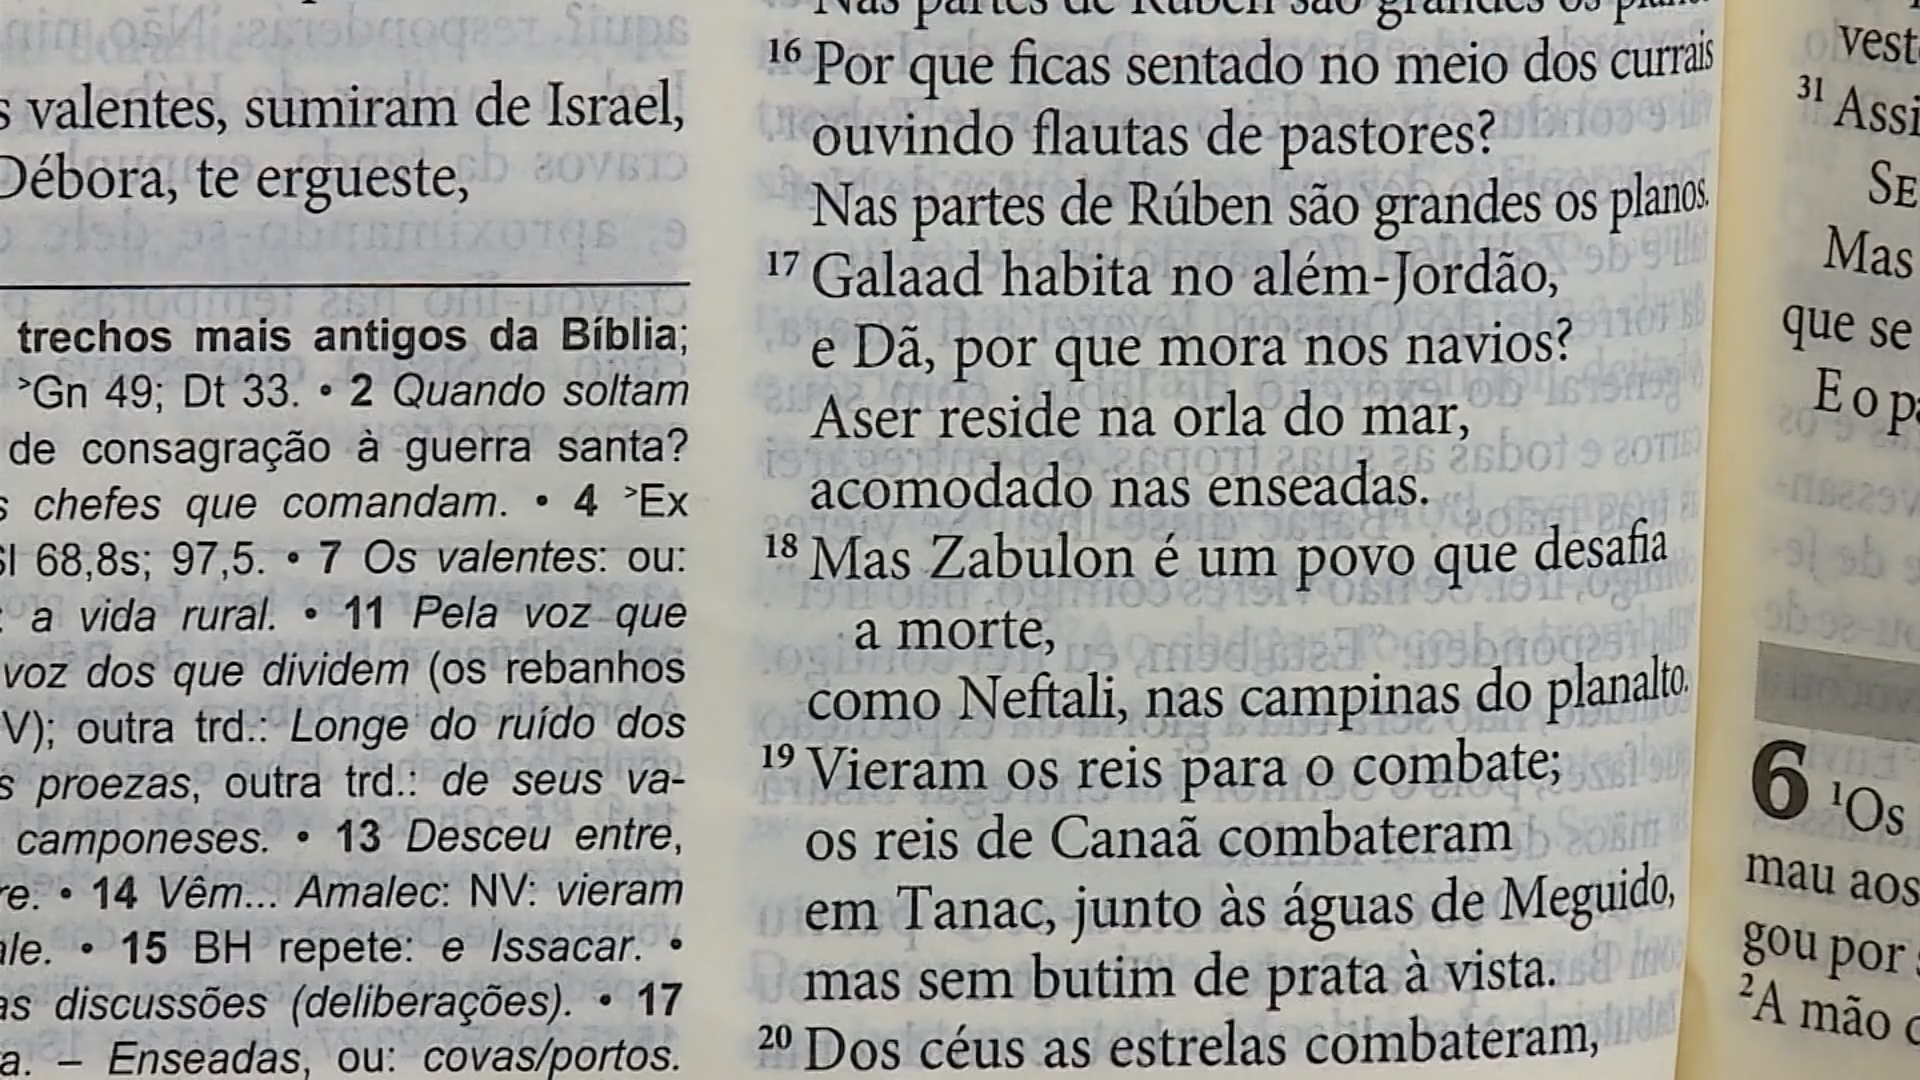 s valentes, sumiram de Israel,
Débora, te ergueste,
trechos mais antigos da Bíblia;
˃Gn 49; Dt 33. • 2 Quando soltam
de consagração à guerra santa?
s chefes que comandam. • 4 ˃Ex
Sl 68,8s; 97,5. • 7 Os valentes: ou:
: a vida rural. • 11 Pela voz que
voz dos que dividem (os rebanhos
V); outra trd.: Longe do ruído dos
s proezas, outra trd.: de seus va-
camponeses. • 13 Desceu entre,
re. • 14 Vêm... Amalec: NV: vieram
ale. • 15 BH repete: e Issacar. •
as discussões (deliberações). • 17
a. – Enseadas, ou: covas/portos.
Nas partes de Rúben são grandes os
16 Por que ficas sentado no meio dos currais
ouvindo flautas de pastores?
Nas partes de Rúben são grandes os planos.
17 Galaad habita no além-Jordão,
e Dã, por que mora nos navios?
Aser reside na orla do mar,
acomodado nas enseadas.
18 Mas Zabulon é um povo que desafia
a morte,
como Neftali, nas campinas do planalto.
19 Vieram os reis para o combate;
os reis de Canaã combateram
em Tanac, junto às águas de Meguido,
mas sem butim de prata à vista.
20 Dos céus as estrelas combateram,
vest
31 Assi
SE
Mas
que se
E o p
6 1Os
mau aos
gou por
2A mão